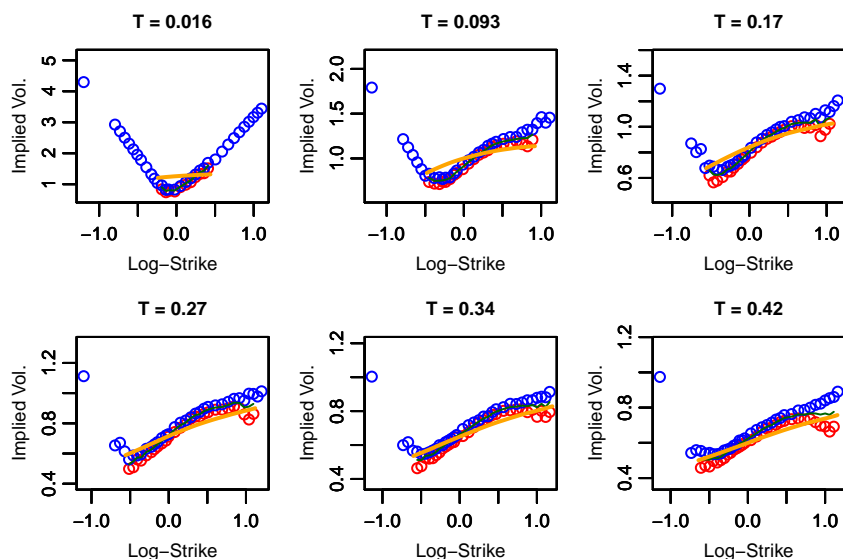 T = 0.016
T = 0.093
T = 0.17
Implied Vol.
5
4
3
2
1
−1.0
0.0
1.0
Log−Strike
Implied Vol.
2.0
1.5
1.0
−1.0
0.0
1.0
Log−Strike
Implied Vol.
1.4
1.0
0.6
−1.0
0.0
1.0
Log−Strike
T = 0.27
T = 0.34
T = 0.42
Implied Vol.
1.2
0.8
0.4
−1.0
0.0
1.0
Log−Strike
Implied Vol.
1.2
0.8
0.4
−1.0
0.0
1.0
Log−Strike
Implied Vol.
1.2
0.8
0.4
−1.0
0.0
1.0
Log−Strike